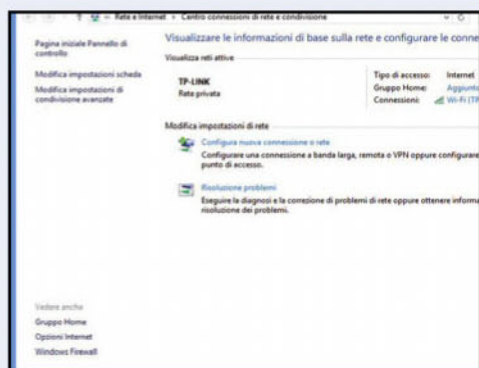 Rete e Internet ▸ Centro connessioni di rete e condivisione
Pagina iniziale Pannello di
controllo
Modifica impostazioni scheda
Modifica impostazioni di
condivisione avanzate
Visualizzare le informazioni di base sulla rete e configurare le conne
Visualizza reti attive
TP-LINK
Rete privata
Tipo di accesso: Internet
Gruppo Home: Aggiunto
Connessioni: Wi-Fi (TP
Modifica impostazioni di rete
Configura nuova connessione o rete
Configurare una connessione a banda larga, remota o VPN oppure configurare
punto di accesso.
Risoluzione problemi
Eseguire la diagnosi e la correzione di problemi di rete oppure ottenere informa
risoluzione dei problemi.
Vedere anche
Gruppo Home
Opzioni Internet
Windows Firewall